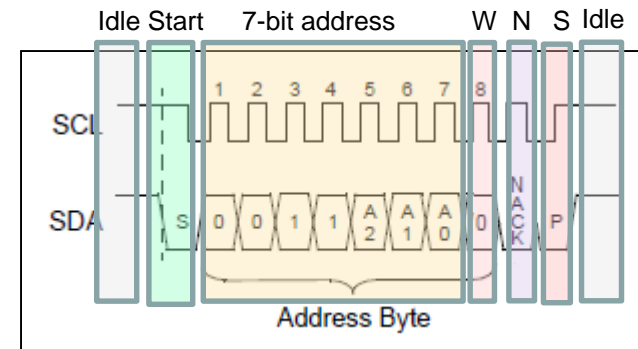 Idle Start 7-bit address W N S Idle
1 2 3 4 5 6 7 8
SCL
SDA S 0 0 1 1 A2 A1 A0 0 NACK P
Address Byte